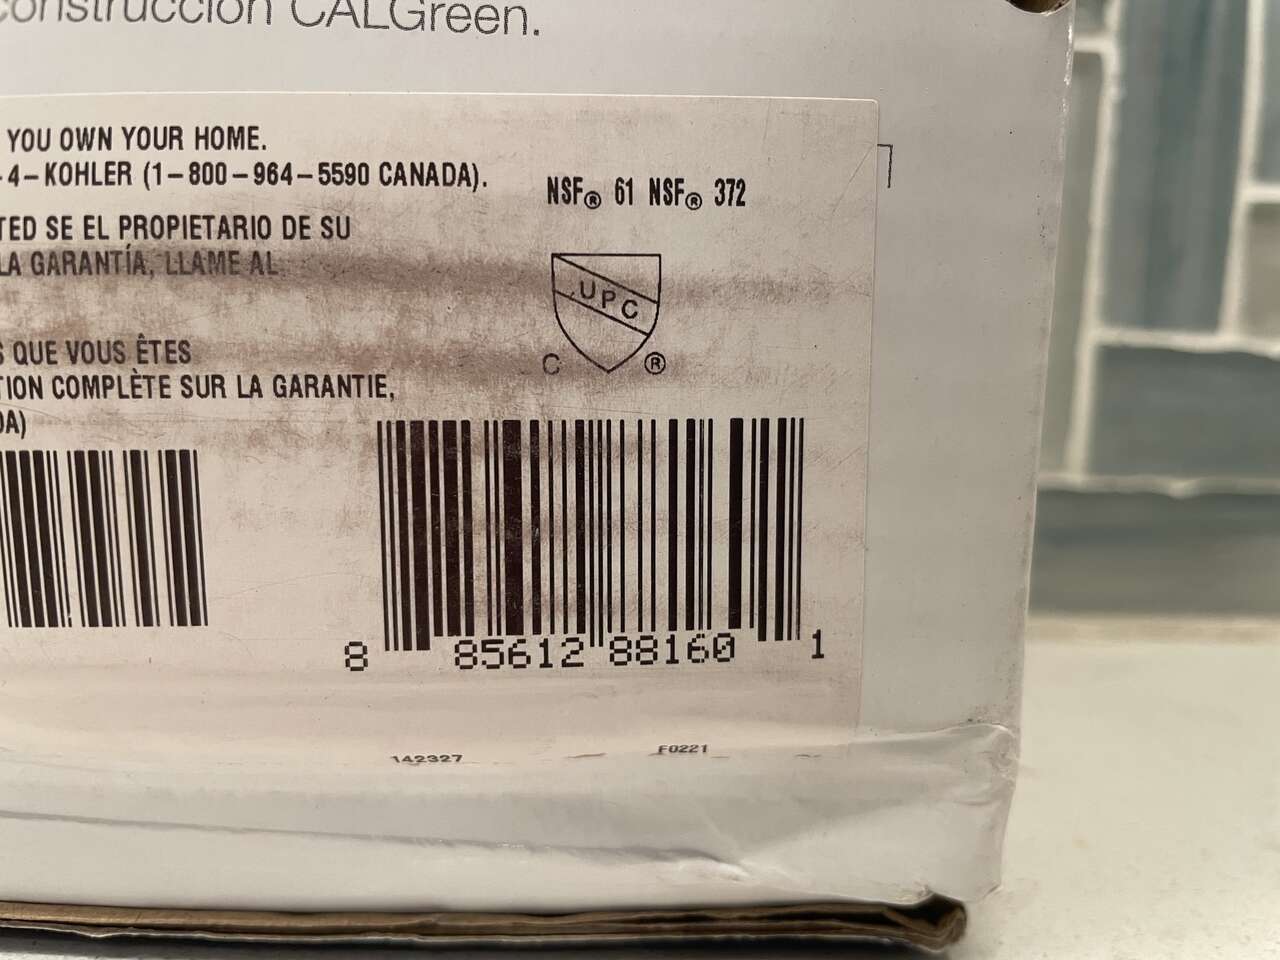 construcción CALGreen.
YOU OWN YOUR HOME.
-4-KOHLER (1-800-964-5590 CANADA).
NSF® 61 NSF® 372
TED SE EL PROPIETARIO DE SU
LA GARANTÍA, LLAME AL
UPC
C ®
S QUE VOUS ÊTES
TION COMPLÈTE SUR LA GARANTIE,
DA)
8 85612 88160 1
142327 F0221